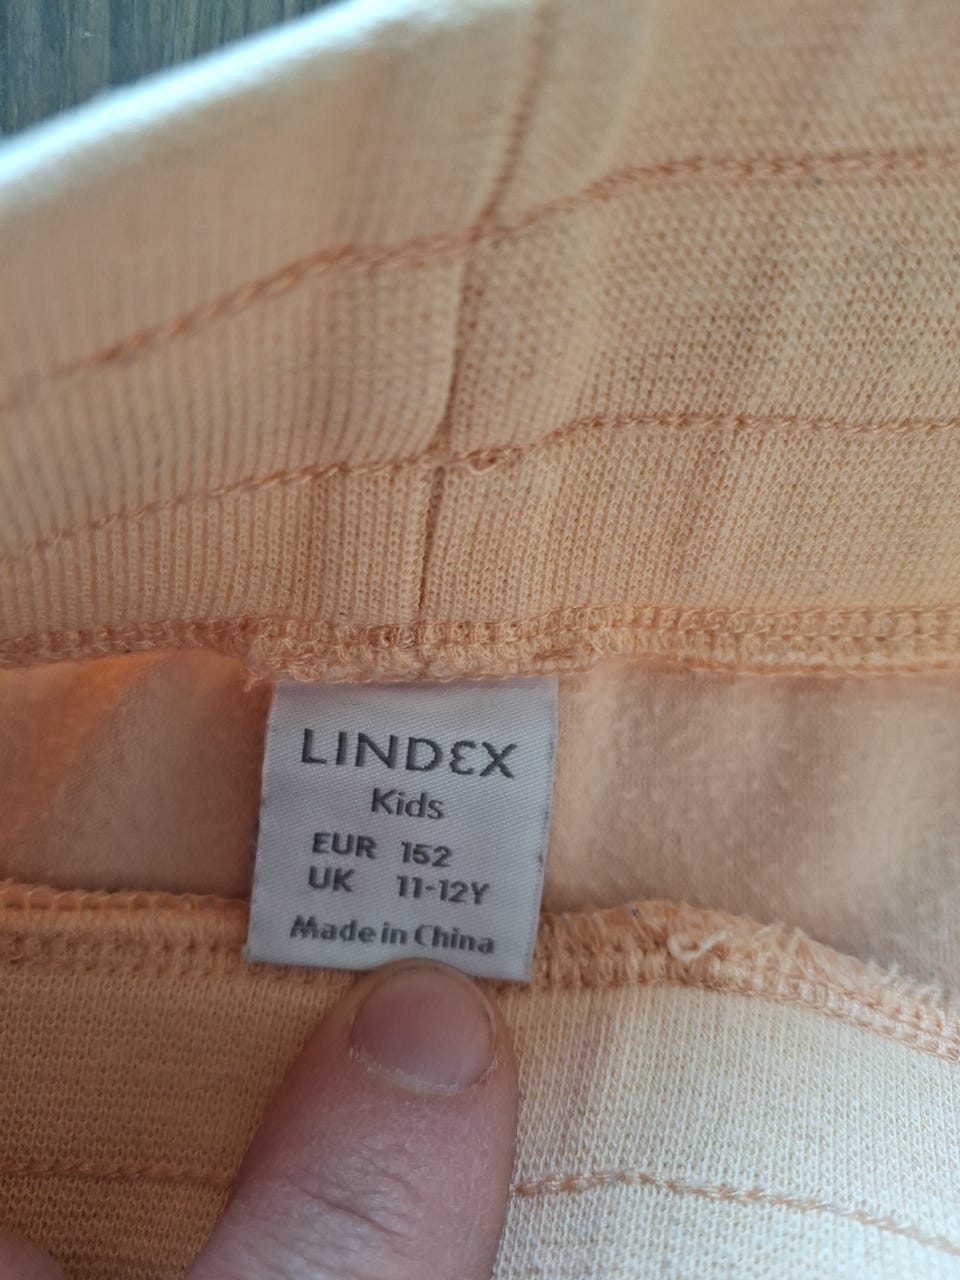 LINDEX
Kids
EUR 152
UK 11-12Y
Made in China